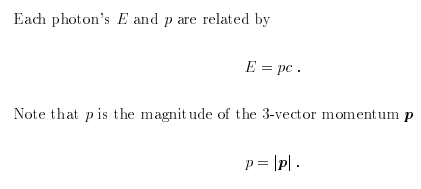 Each photon's E and p are related by
E = pc .
Note that p is the magnitude of the 3-vector momentum p
p = |p| .